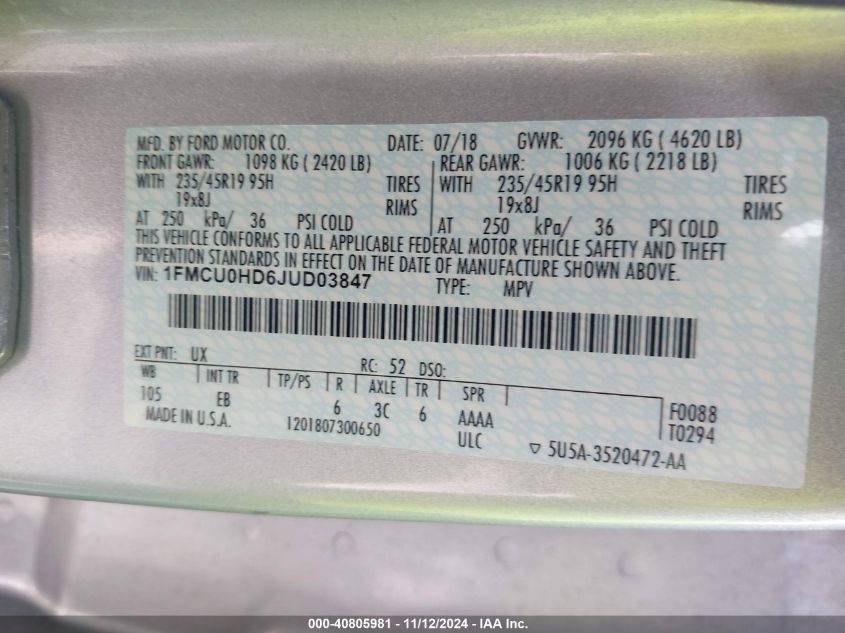 MFD. BY FORD MOTOR CO. DATE: 07/18 GVWR: 2096 KG ( 4620 LB)
FRONT GAWR: 1098 KG ( 2420 LB) REAR GAWR: 1006 KG ( 2218 LB)
WITH 235/45R19 95H TIRES WITH 235/45R19 95H TIRES
19x8J RIMS 19x8J RIMS
AT 250 kPa/ 36 PSI COLD AT 250 kPa/ 36 PSI COLD
THIS VEHICLE CONFORMS TO ALL APPLICABLE FEDERAL MOTOR VEHICLE SAFETY AND THEFT
PREVENTION STANDARDS IN EFFECT ON THE DATE OF MANUFACTURE SHOWN ABOVE.
VIN: 1FMCU0HD6JUD03847 TYPE: MPV
EXT PNT: UX RC: 52 DSO:
WB INT TR TP/PS R AXLE TR SPR
105 EB 6 3C 6 AAAA F0088
MADE IN U.S.A. 1201807300650 ULC T0294
▽ 5U5A-3520472-AA
000-40805981 - 11/12/2024 - IAA Inc.